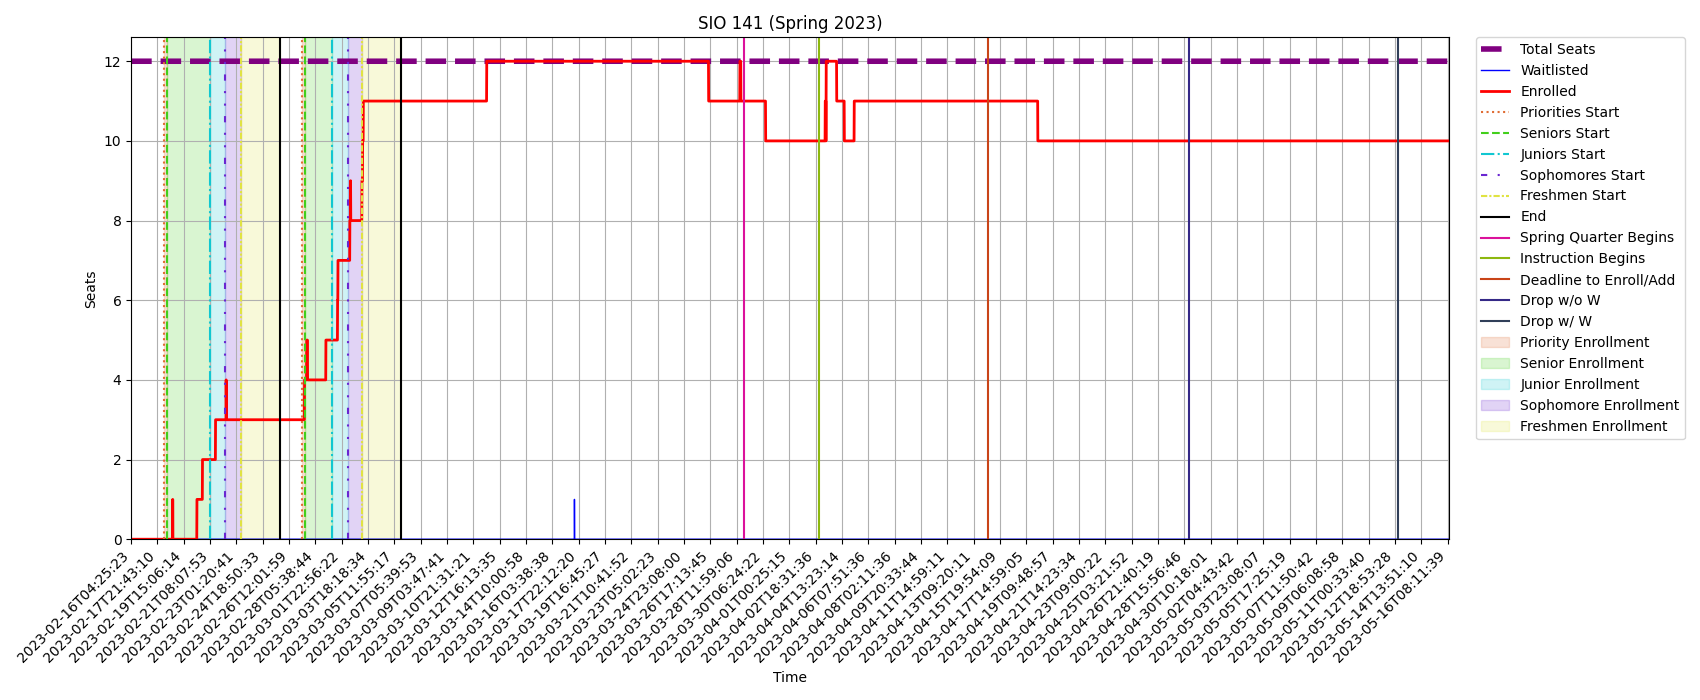 SIO 141 (Spring 2023)
12
10
8
6
4
2
0
Seats
2023-02-16T04:25:23
2023-02-17T21:43:10
2023-02-19T15:06:14
2023-02-21T08:07:53
2023-02-23T01:20:41
2023-02-24T18:50:33
2023-02-26T12:01:59
2023-02-28T05:38:44
2023-03-01T22:56:22
2023-03-03T18:18:34
2023-03-05T11:55:17
2023-03-07T05:39:53
2023-03-09T03:47:41
2023-03-10T21:31:21
2023-03-12T16:13:35
2023-03-14T10:00:58
2023-03-16T03:38:38
2023-03-17T22:12:20
2023-03-19T16:45:27
2023-03-21T10:41:52
2023-03-23T05:02:23
2023-03-24T23:08:00
2023-03-26T17:13:45
2023-03-28T11:59:06
2023-03-30T06:24:22
2023-04-01T00:25:15
2023-04-02T18:31:36
2023-04-04T13:23:14
2023-04-06T07:51:36
2023-04-08T02:11:36
2023-04-09T20:33:44
2023-04-11T14:59:11
2023-04-13T09:20:11
2023-04-15T19:54:09
2023-04-17T14:59:05
2023-04-19T09:48:57
2023-04-21T14:23:34
2023-04-23T09:00:22
2023-04-25T03:21:52
2023-04-26T21:40:19
2023-04-28T15:56:46
2023-04-30T10:18:01
2023-05-02T04:43:42
2023-05-03T23:08:07
2023-05-05T17:25:19
2023-05-07T11:50:42
2023-05-09T06:08:58
2023-05-11T00:33:40
2023-05-12T18:53:28
2023-05-14T13:51:10
2023-05-16T08:11:39
Time
Total Seats
Waitlisted
Enrolled
Priorities Start
Seniors Start
Juniors Start
Sophomores Start
Freshmen Start
End
Spring Quarter Begins
Instruction Begins
Deadline to Enroll/Add
Drop w/o W
Drop w/ W
Priority Enrollment
Senior Enrollment
Junior Enrollment
Sophomore Enrollment
Freshmen Enrollment